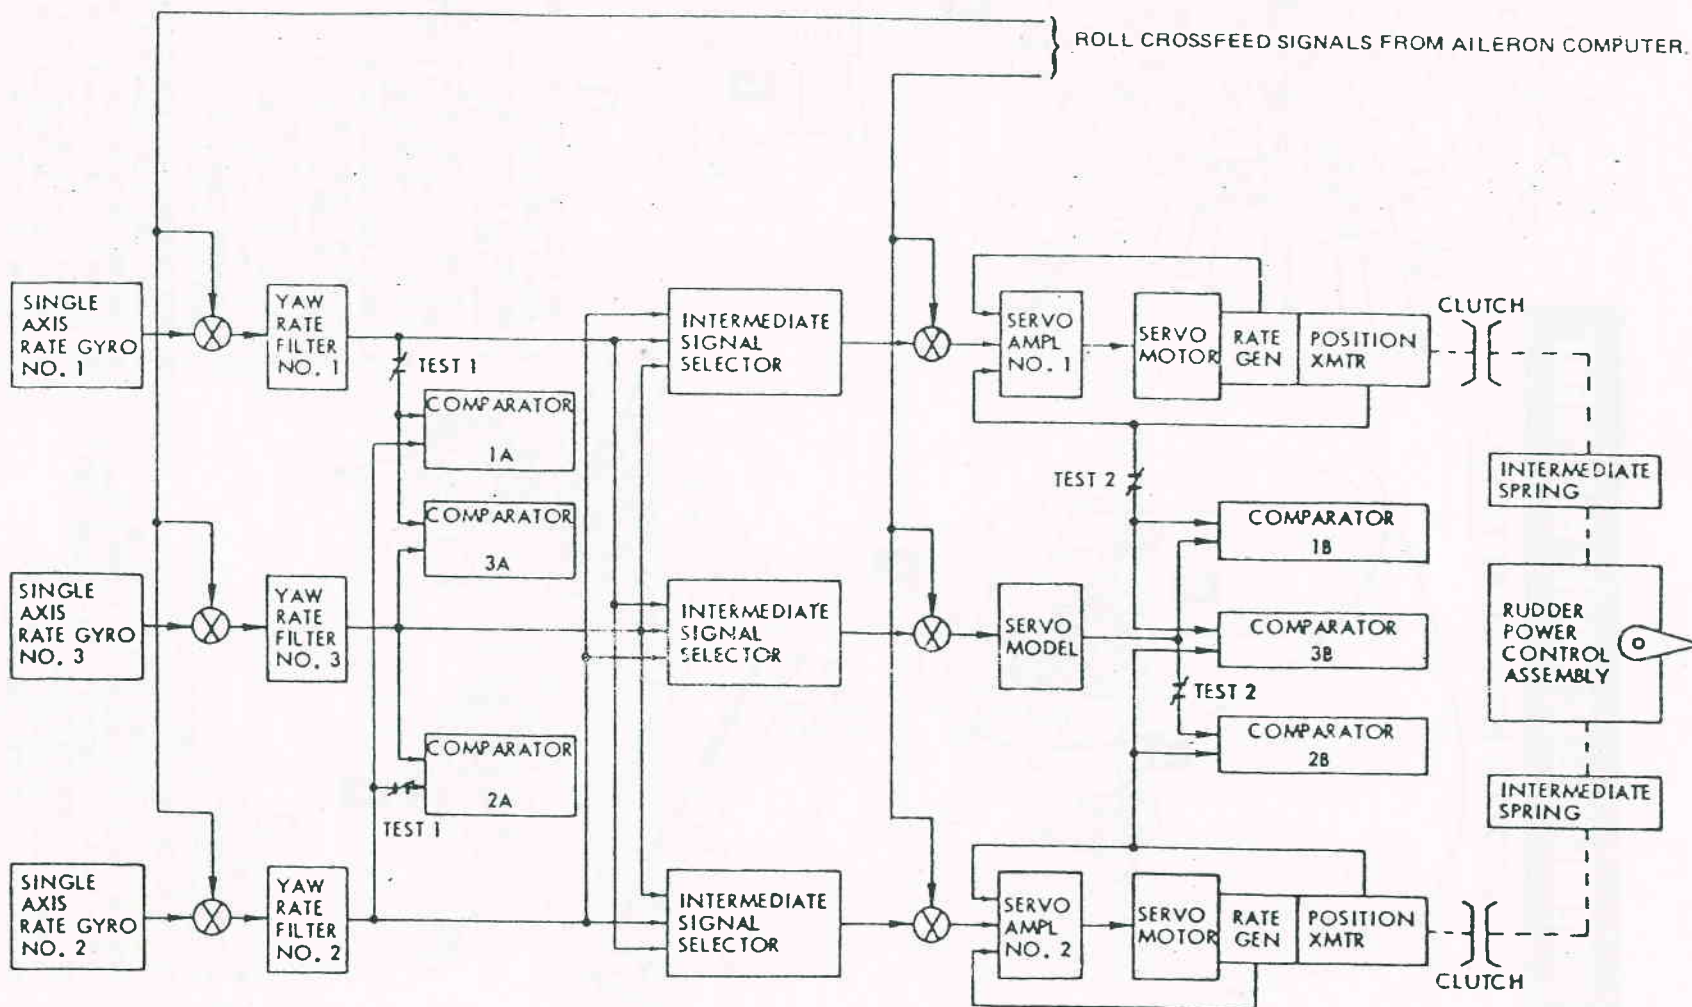 ROLL CROSSFEED SIGNALS FROM AILERON COMPUTER.
SINGLE
AXIS
RATE GYRO
NO. 1
YAW
RATE
FILTER
NO. 1
TEST 1
COMPARATOR
1A
COMPARATOR
3A
INTERMEDIATE
SIGNAL
SELECTOR
SERVO
AMPL
NO. 1
SERVO
MOTOR
RATE
GEN
POSITION
XMTR
CLUTCH
INTERMEDIATE
SPRING
TEST 2
COMPARATOR
1B
SINGLE
AXIS
RATE GYRO
NO. 3
YAW
RATE
FILTER
NO. 3
INTERMEDIATE
SIGNAL
SELECTOR
SERVO
MODEL
COMPARATOR
3B
TEST 2
COMPARATOR
2B
RUDDER
POWER
CONTROL
ASSEMBLY
COMPARATOR
2A
TEST 1
INTERMEDIATE
SPRING
SINGLE
AXIS
RATE GYRO
NO. 2
YAW
RATE
FILTER
NO. 2
INTERMEDIATE
SIGNAL
SELECTOR
SERVO
AMPL
NO. 2
SERVO
MOTOR
RATE
GEN
POSITION
XMTR
CLUTCH